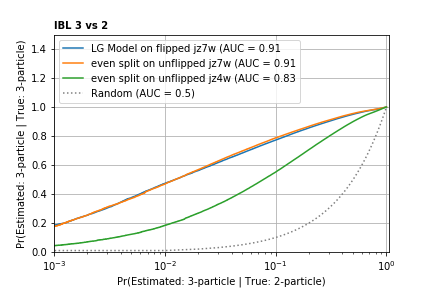 IBL 3 vs 2
LG Model on flipped jz7w (AUC = 0.91
even split on unflipped jz7w (AUC = 0.91
even split on unflipped jz4w (AUC = 0.83
Random (AUC = 0.5)
Pr(Estimated: 3-particle | True: 3-particle)
1.4
1.2
1.0
0.8
0.6
0.4
0.2
0.0
10⁻³
10⁻²
10⁻¹
10⁰
Pr(Estimated: 3-particle | True: 2-particle)